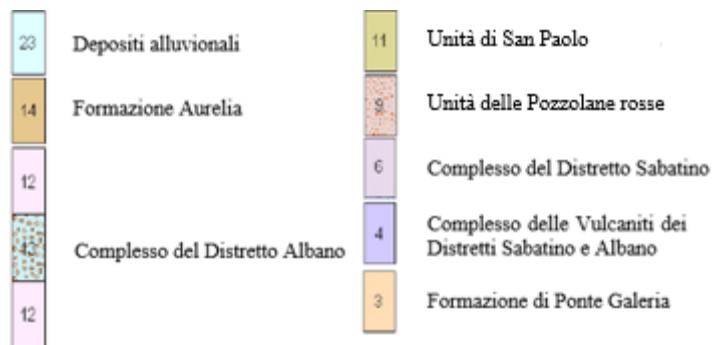 23 Depositi alluvionali
14 Formazione Aurelia
12
Complesso del Distretto Albano
12
11 Unità di San Paolo
9 Unità delle Pozzolane rosse
6 Complesso del Distretto Sabatino
4 Complesso delle Vulcaniti dei
Distretti Sabatino e Albano
3 Formazione di Ponte Galeria